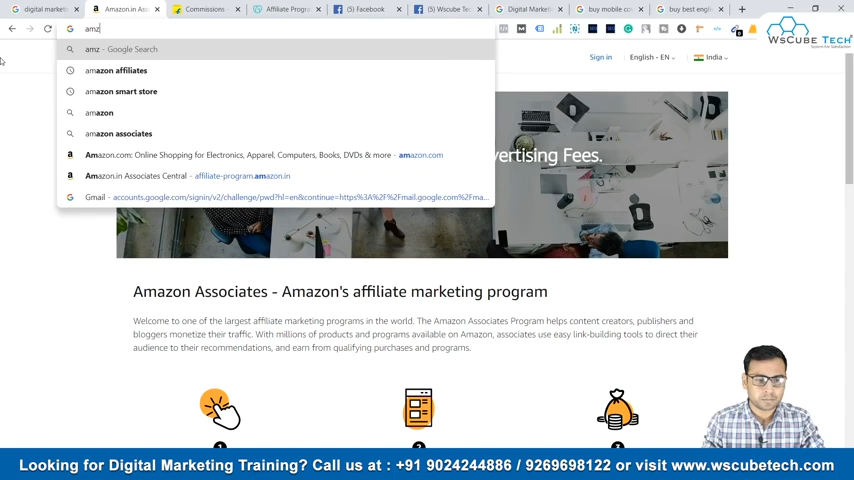 digital market
Amazon.in Ass
Commissions
Affiliate Progra
(5) Facebook
(5) Wscube Tec
Digital Market
buy mobile co
buy best engl
amz
WsCube Tech
amz - Google Search
amazon affiliates
amazon smart store
amazon
amazon associates
Amazon.com: Online Shopping for Electronics, Apparel, Computers, Books, DVDs & more - amazon.com
Amazon.in Associates Central - affiliate-program.amazon.in
Gmail - accounts.google.com/signin/v2/challenge/pwd?hl=en&continue=https%3A%2F%2Fmail.google.com%2Fma...
Sign in English - EN India
vertising Fees.
Amazon Associates - Amazon's affiliate marketing program
Welcome to one of the largest affiliate marketing programs in the world. The Amazon Associates Program helps content creators, publishers and
bloggers monetize their traffic. With millions of products and programs available on Amazon, associates use easy link-building tools to direct their
audience to their recommendations, and earn from qualifying purchases and programs.
Looking for Digital Marketing Training? Call us at : +91 9024244886 / 9269698122 or visit www.wscubetech.com